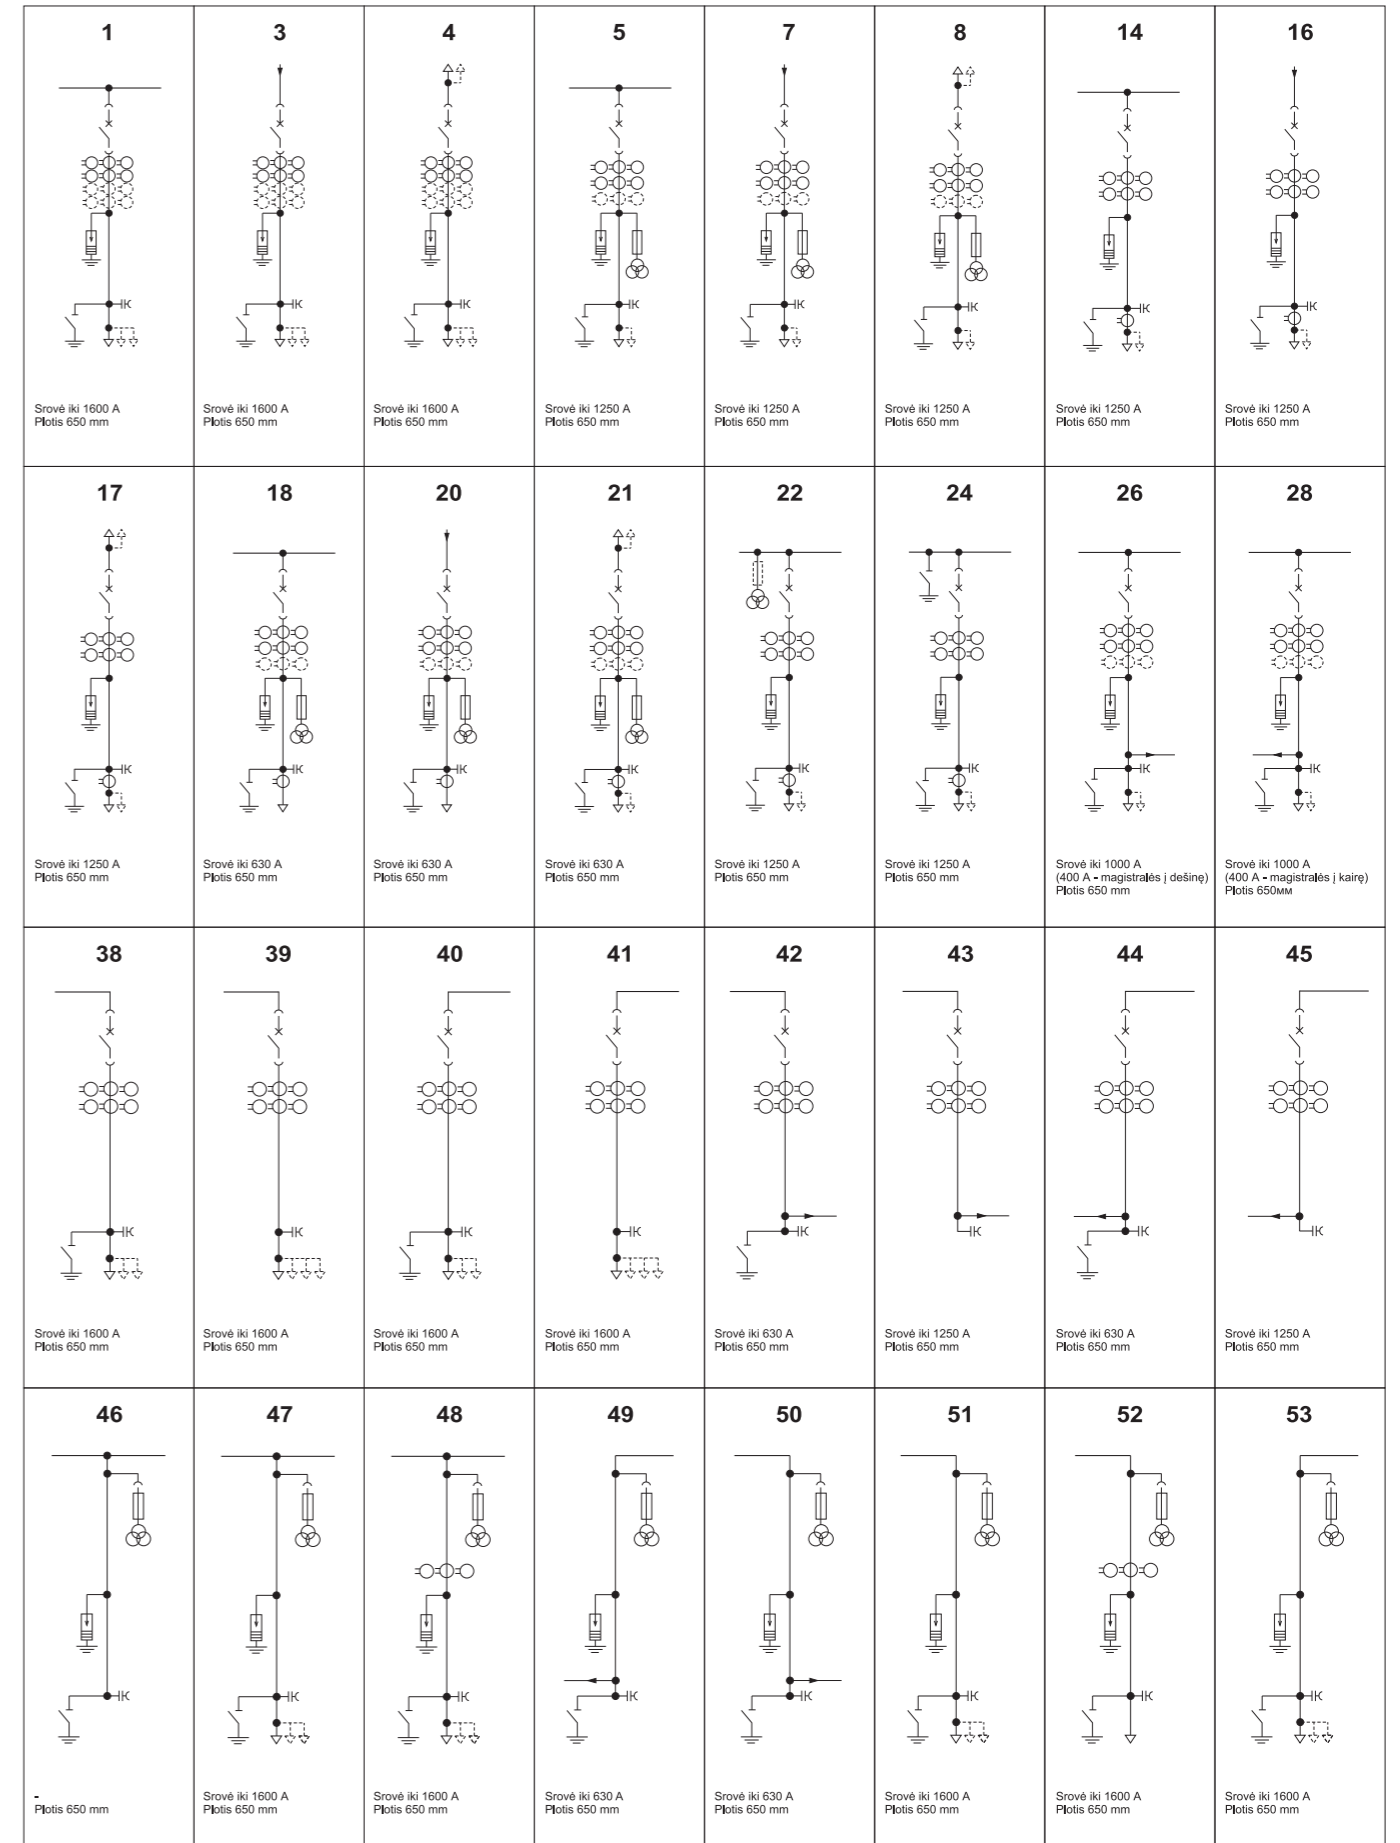 1 3 4 5 7 8 14 16
K K K K K K K K
Srovė iki 1600 A Srovė iki 1600 A Srovė iki 1600 A Srovė iki 1250 A Srovė iki 1250 A Srovė iki 1250 A Srovė iki 1250 A Srovė iki 1250 A
Plotis 650 mm Plotis 650 mm Plotis 650 mm Plotis 650 mm Plotis 650 mm Plotis 650 mm Plotis 650 mm Plotis 650 mm
17 18 20 21 22 24 26 28
K K K K K K K K
Srovė iki 1250 A Srovė iki 630 A Srovė iki 630 A Srovė iki 630 A Srovė iki 1250 A Srovė iki 1250 A Srovė iki 1000 A Srovė iki 1000 A
Plotis 650 mm Plotis 650 mm Plotis 650 mm Plotis 650 mm Plotis 650 mm Plotis 650 mm (400 A - magistralės į dešinę) (400 A - magistralės į kairę)
Plotis 650 mm Plotis 650мм
38 39 40 41 42 43 44 45
K K K K K K K K
Srovė iki 1600 A Srovė iki 1600 A Srovė iki 1600 A Srovė iki 1600 A Srovė iki 630 A Srovė iki 1250 A Srovė iki 630 A Srovė iki 1250 A
Plotis 650 mm Plotis 650 mm Plotis 650 mm Plotis 650 mm Plotis 650 mm Plotis 650 mm Plotis 650 mm Plotis 650 mm
46 47 48 49 50 51 52 53
K K K K K K K K
- Srovė iki 1600 A Srovė iki 1600 A Srovė iki 630 A Srovė iki 630 A Srovė iki 1600 A Srovė iki 1600 A Srovė iki 1600 A
Plotis 650 mm Plotis 650 mm Plotis 650 mm Plotis 650 mm Plotis 650 mm Plotis 650 mm Plotis 650 mm Plotis 650 mm